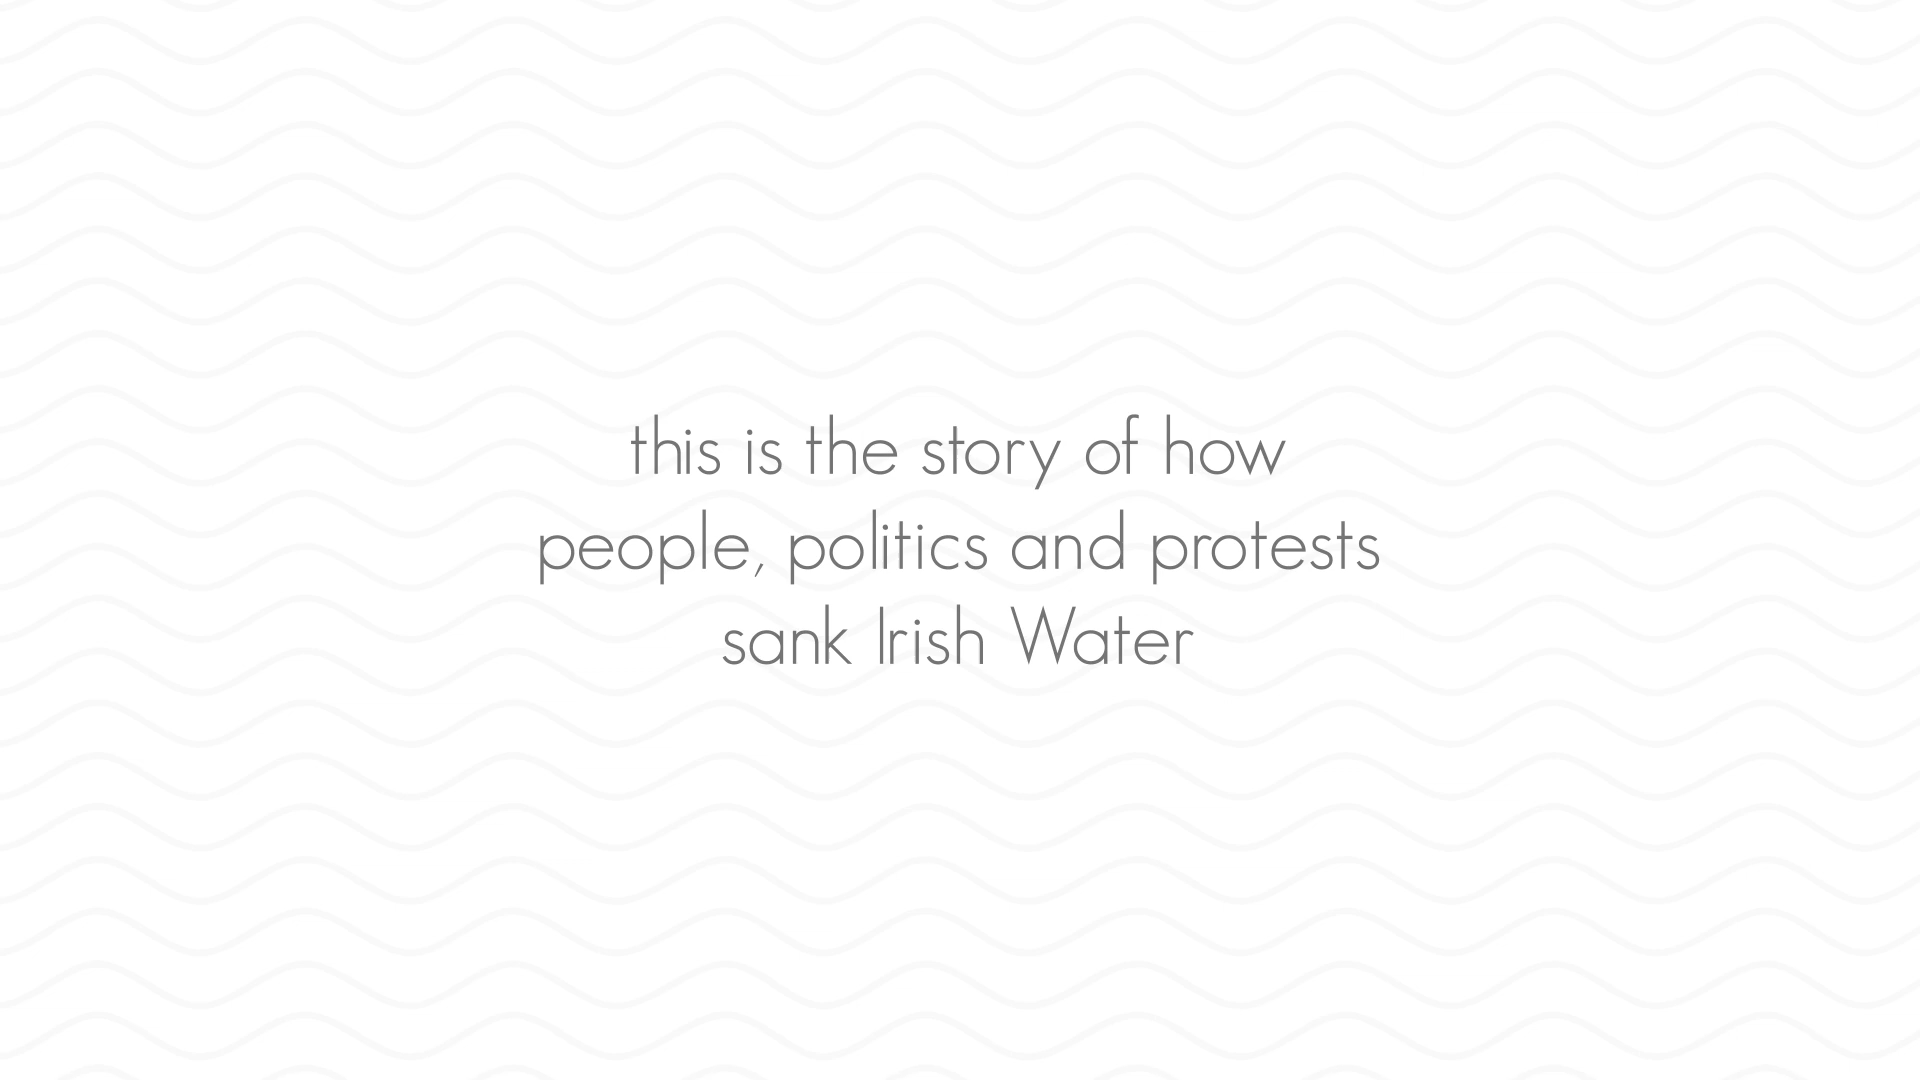 this is the story of how
people, politics and protests
sank Irish Water